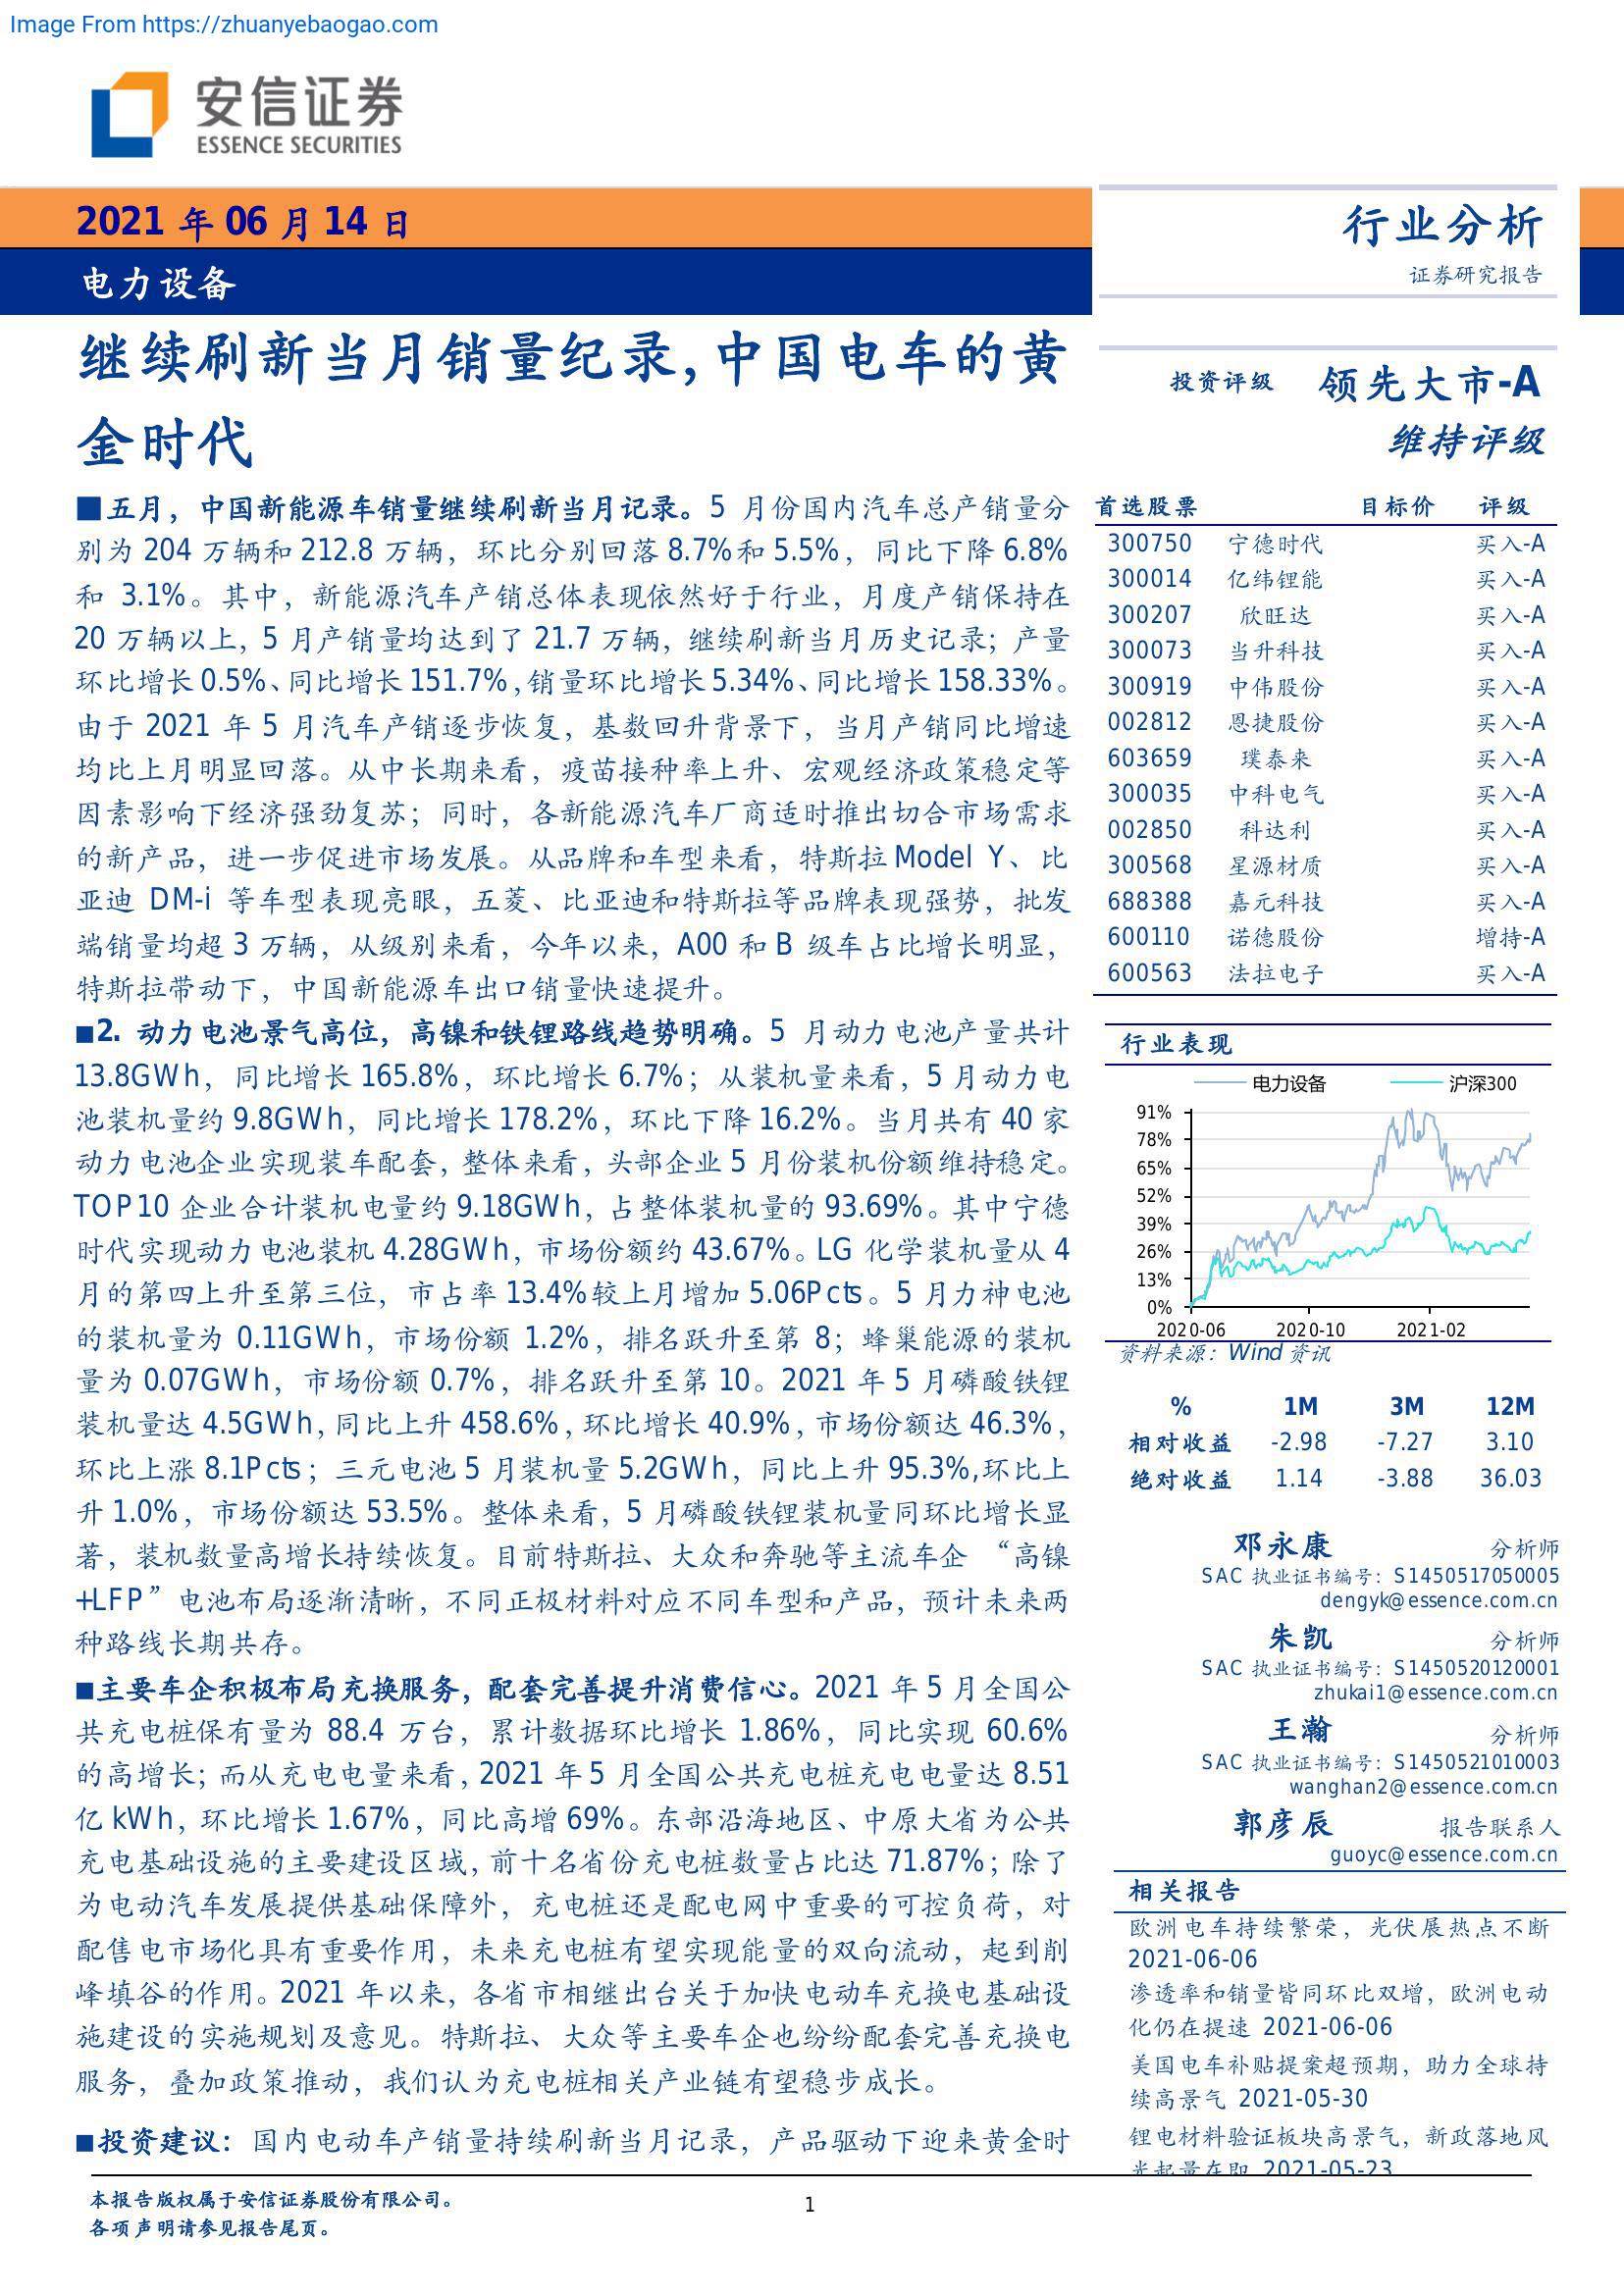 Image From https://zhuanyebaogao.com
安信证券
ESSENCE SECURITIES
2021 年 06 月 14 日
电力设备
行业分析
证券研究报告
继续刷新当月销量纪录,中国电车的黄
金时代
■五月，中国新能源车销量继续刷新当月记录。5 月份国内汽车总产销量分
别为 204 万辆和 212.8 万辆，环比分别回落 8.7%和 5.5%，同比下降 6.8%
和 3.1%。其中，新能源汽车产销总体表现依然好于行业，月度产销保持在
20 万辆以上，5 月产销量均达到了 21.7 万辆，继续刷新当月历史记录；产量
环比增长 0.5%、同比增长 151.7%,销量环比增长 5.34%、同比增长 158.33%。
由于 2021 年 5 月汽车产销逐步恢复，基数回升背景下，当月产销同比增速
均比上月明显回落。从中长期来看，疫苗接种率上升、宏观经济政策稳定等
因素影响下经济强劲复苏；同时，各新能源汽车厂商适时推出切合市场需求
的新产品，进一步促进市场发展。从品牌和车型来看，特斯拉 Model Y、比
亚迪 DM-i 等车型表现亮眼，五菱、比亚迪和特斯拉等品牌表现强势，批发
端销量均超 3 万辆，从级别来看，今年以来，A00 和 B 级车占比增长明显，
特斯拉带动下，中国新能源车出口销量快速提升。
■2. 动力电池景气高位，高镍和铁锂路线趋势明确。5 月动力电池产量共计
13.8GWh，同比增长 165.8%，环比增长 6.7%；从装机量来看，5 月动力电
池装机量约 9.8GWh，同比增长 178.2%，环比下降 16.2%。当月共有 40 家
动力电池企业实现装车配套，整体来看，头部企业 5 月份装机份额维持稳定。
TOP10 企业合计装机电量约 9.18GWh，占整体装机量的 93.69%。其中宁德
时代实现动力电池装机 4.28GWh，市场份额约 43.67%。LG 化学装机量从 4
月的第四上升至第三位，市占率 13.4%较上月增加 5.06Pcts。5 月力神电池
的装机量为 0.11GWh，市场份额 1.2%，排名跃升至第 8；蜂巢能源的装机
量为 0.07GWh，市场份额 0.7%，排名跃升至第 10。2021 年 5 月磷酸铁锂
装机量达 4.5GWh,同比上升 458.6%,环比增长 40.9%,市场份额达 46.3%,
环比上涨 8.1Pcts；三元电池 5 月装机量 5.2GWh，同比上升 95.3%,环比上
升 1.0%，市场份额达 53.5%。整体来看，5 月磷酸铁锂装机量同环比增长显
著，装机数量高增长持续恢复。目前特斯拉、大众和奔驰等主流车企 “高镍
+LFP”电池布局逐渐清晰，不同正极材料对应不同车型和产品，预计未来两
种路线长期共存。
■主要车企积极布局充换服务，配套完善提升消费信心。2021 年 5 月全国公
共充电桩保有量为 88.4 万台，累计数据环比增长 1.86%，同比实现 60.6%
的高增长；而从充电电量来看，2021 年 5 月全国公共充电桩充电电量达 8.51
亿 kWh，环比增长 1.67%，同比高增 69%。东部沿海地区、中原大省为公共
充电基础设施的主要建设区域，前十名省份充电桩数量占比达 71.87%；除了
为电动汽车发展提供基础保障外，充电桩还是配电网中重要的可控负荷，对
配售电市场化具有重要作用，未来充电桩有望实现能量的双向流动，起到削
峰填谷的作用。2021 年以来，各省市相继出台关于加快电动车充换电基础设
施建设的实施规划及意见。特斯拉、大众等主要车企也纷纷配套完善充换电
服务，叠加政策推动，我们认为充电桩相关产业链有望稳步成长。
■投资建议：国内电动车产销量持续刷新当月记录，产品驱动下迎来黄金时
投资评级 领先大市-A
维持评级
首选股票 目标价 评级
300750 宁德时代 买入-A
300014 亿纬锂能 买入-A
300207 欣旺达 买入-A
300073 当升科技 买入-A
300919 中伟股份 买入-A
002812 恩捷股份 买入-A
603659 璞泰来 买入-A
300035 中科电气 买入-A
002850 科达利 买入-A
300568 星源材质 买入-A
688388 嘉元科技 买入-A
600110 诺德股份 增持-A
600563 法拉电子 买入-A
行业表现
电力设备 沪深300
91%
78%
65%
52%
39%
26%
13%
0%
2020-06 2020-10 2021-02
资料来源：Wind 资讯
% 1M 3M 12M
相对收益 -2.98 -7.27 3.10
绝对收益 1.14 -3.88 36.03
邓永康 分析师
SAC 执业证书编号：S1450517050005
dengyk@essence.com.cn
朱凯 分析师
SAC 执业证书编号：S1450520120001
zhukai1@essence.com.cn
王瀚 分析师
SAC 执业证书编号：S1450521010003
wanghan2@essence.com.cn
郭彦辰 报告联系人
guoyc@essence.com.cn
相关报告
欧洲电车持续繁荣，光伏展热点不断
2021-06-06
渗透率和销量皆同环比双增，欧洲电动
化仍在提速 2021-06-06
美国电车补贴提案超预期，助力全球持
续高景气 2021-05-30
锂电材料验证板块高景气，新政落地风
光起量在即 2021-05-23
本报告版权属于安信证券股份有限公司。
各项声明请参见报告尾页。
1